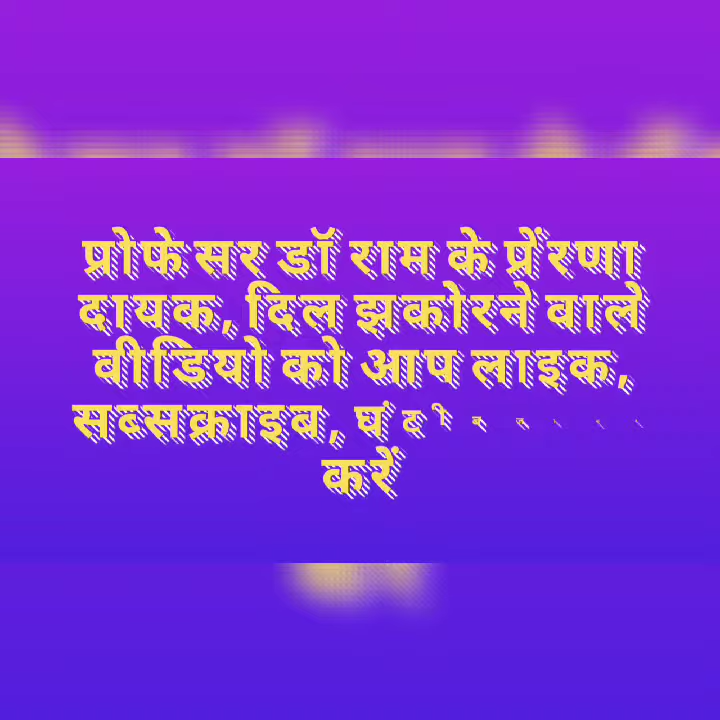 प्रोफेसर डॉ राम के प्रेंरणा
दायक, दिल झकोरने वाले
वीडियो को आप लाइक,
सब्सक्राइब, घंटी
करें